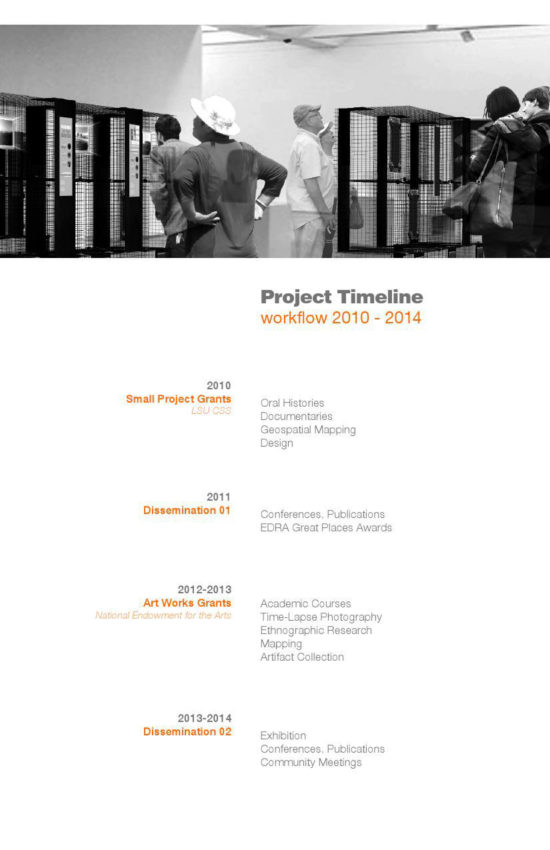 Project Timeline
workflow 2010 - 2014
2010
Small Project Grants
LSU CSS
Oral Histories
Documentaries
Geospatial Mapping
Design
2011
Dissemination 01
Conferences, Publications
EDRA Great Places Awards
2012-2013
Art Works Grants
National Endowment for the Arts
Academic Courses
Time-Lapse Photography
Ethnographic Research
Mapping
Artifact Collection
2013-2014
Dissemination 02
Exhibition
Conferences, Publications
Community Meetings